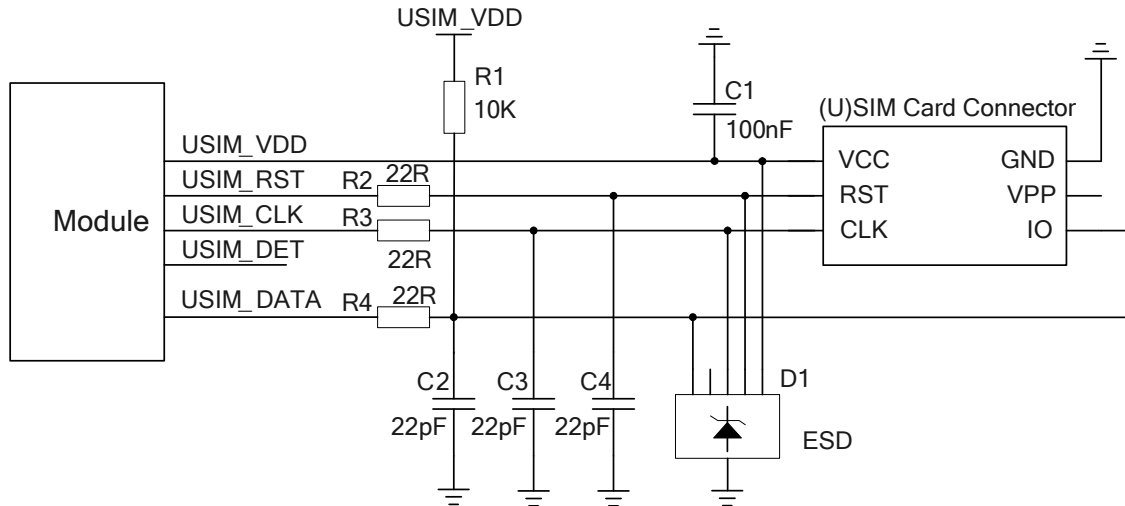 USIM_VDD
R1
10K
C1
100nF
(U)SIM Card Connector
USIM_VDD
VCC
GND
USIM_RST
R2
22R
RST
VPP
Module
USIM_CLK
R3
22R
CLK
IO
USIM_DET
USIM_DATA
R4
22R
C2
22pF
C3
22pF
C4
22pF
D1
ESD